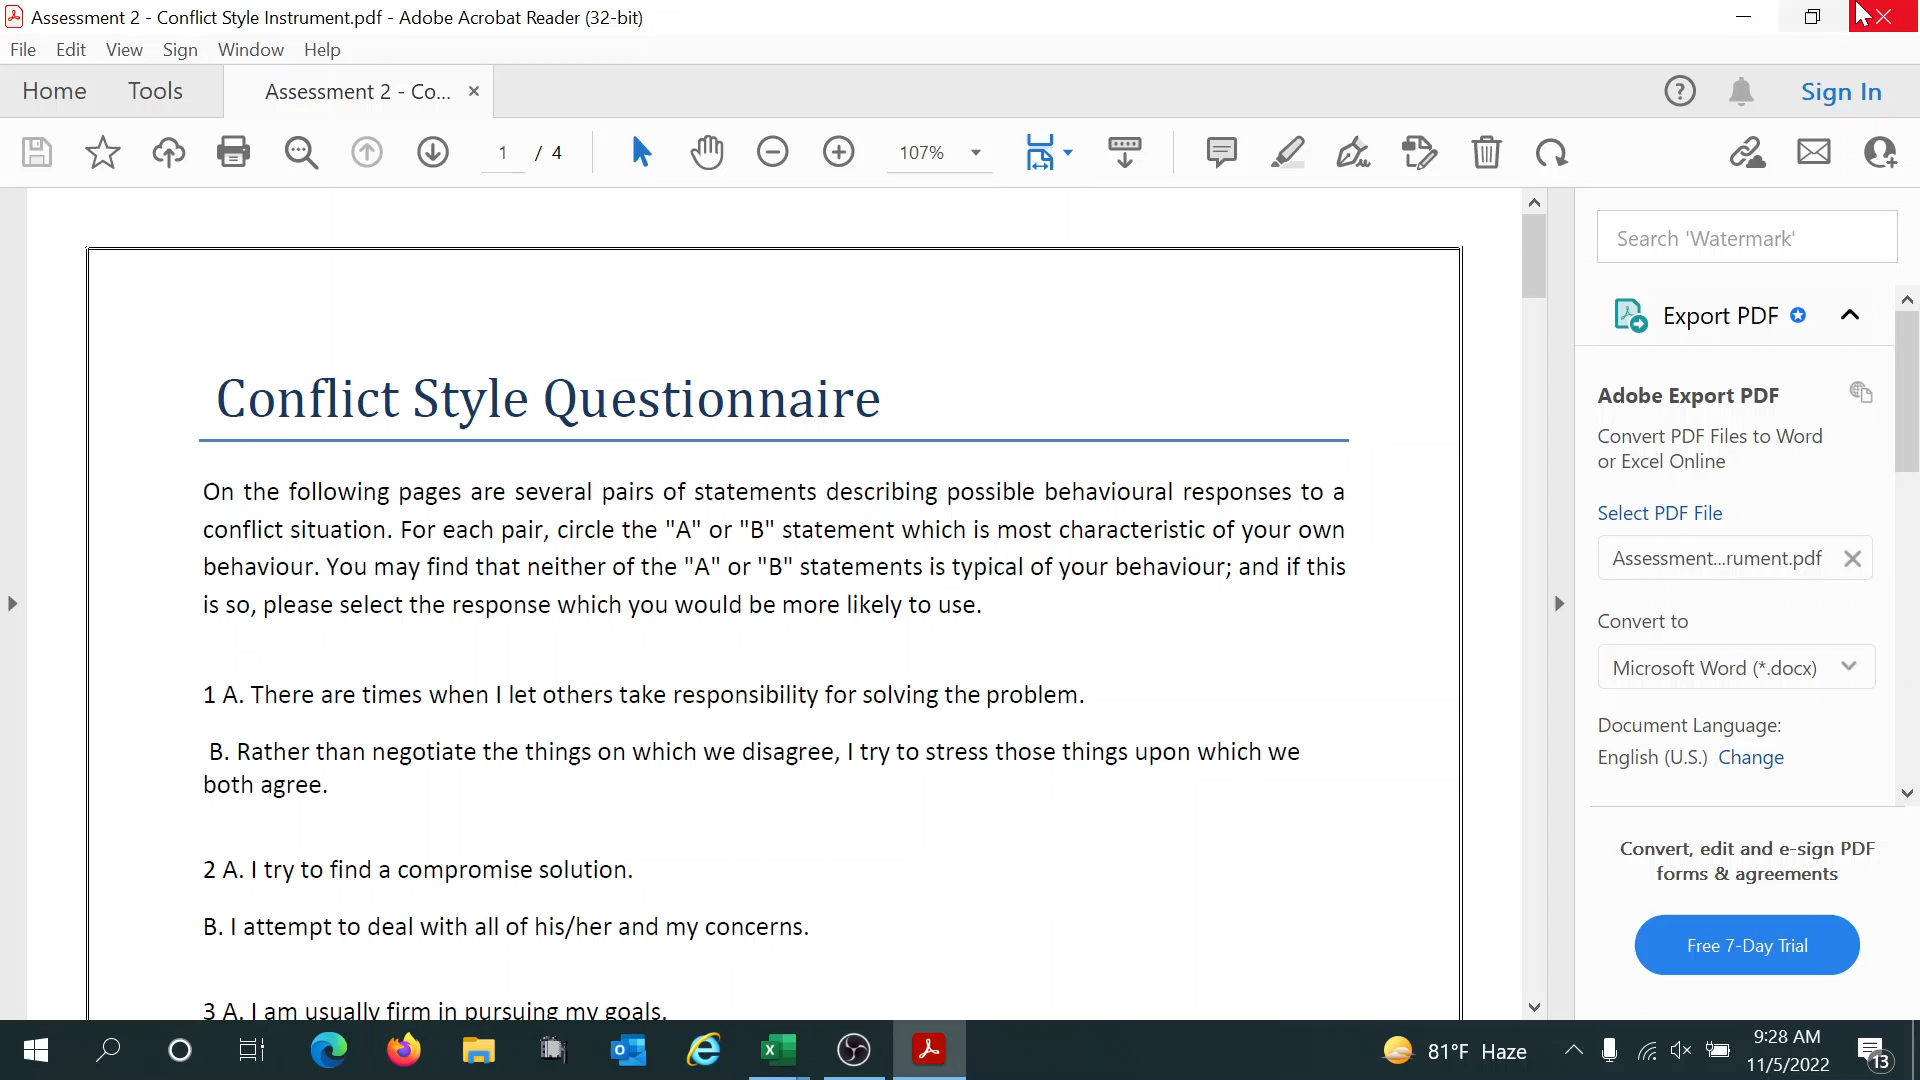 Assessment 2 - Conflict Style Instrument.pdf - Adobe Acrobat Reader (32-bit)
File Edit View Sign Window Help
Home Tools Assessment 2 - Co... Sign In
1 / 4 107%
Search 'Watermark'
Export PDF
Adobe Export PDF
Convert PDF Files to Word
or Excel Online
Select PDF File
Assessment...rument.pdf
Convert to
Microsoft Word (*.docx)
Document Language:
English (U.S.) Change
Convert, edit and e-sign PDF
forms & agreements
Free 7-Day Trial
Conflict Style Questionnaire
On the following pages are several pairs of statements describing possible behavioural responses to a
conflict situation. For each pair, circle the "A" or "B" statement which is most characteristic of your own
behaviour. You may find that neither of the "A" or "B" statements is typical of your behaviour; and if this
is so, please select the response which you would be more likely to use.
1 A. There are times when I let others take responsibility for solving the problem.
B. Rather than negotiate the things on which we disagree, I try to stress those things upon which we
both agree.
2 A. I try to find a compromise solution.
B. I attempt to deal with all of his/her and my concerns.
3 A. I am usually firm in pursuing my goals.
81°F Haze
9:28 AM
11/5/2022
13